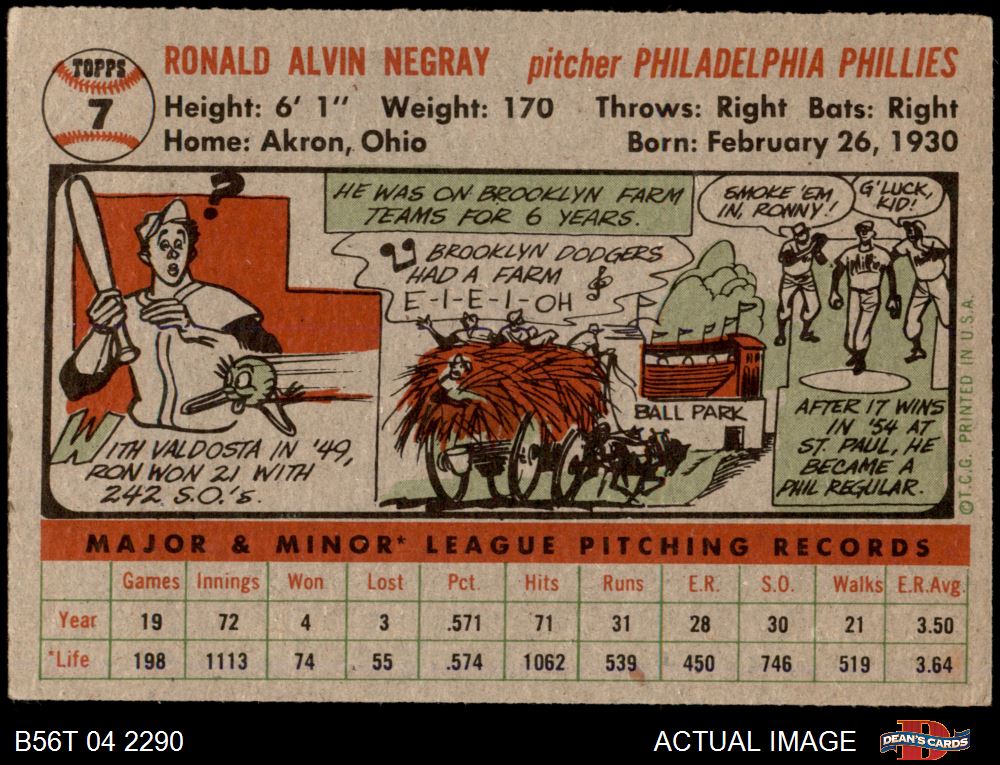 TOPPS
7
RONALD ALVIN NEGRAY pitcher PHILADELPHIA PHILLIES
Height: 6' 1" Weight: 170 Throws: Right Bats: Right
Home: Akron, Ohio Born: February 26, 1930
?
ITH VALDOSTA IN '49,
RON WON 21 WITH
242 S.O.'s.
HE WAS ON BROOKLYN FARM
TEAMS FOR 6 YEARS.
BROOKLYN DODGERS
HAD A FARM
E-I-E-I-OH
BALL PARK
SMOKE 'EM
IN, RONNY!
G'LUCK,
KID!
AFTER 17 WINS
IN '54 AT
ST. PAUL, HE
BECAME A
PHIL REGULAR.
©T.C.G. PRINTED IN U.S.A.
MAJOR & MINOR* LEAGUE PITCHING RECORDS
Games Innings Won Lost Pct. Hits Runs E.R. S.O. Walks E.R.Avg.
Year 19 72 4 3 .571 71 31 28 30 21 3.50
*Life 198 1113 74 55 .574 1062 539 450 746 519 3.64
B56T 04 2290 ACTUAL IMAGE
D
DEAN'S CARDS